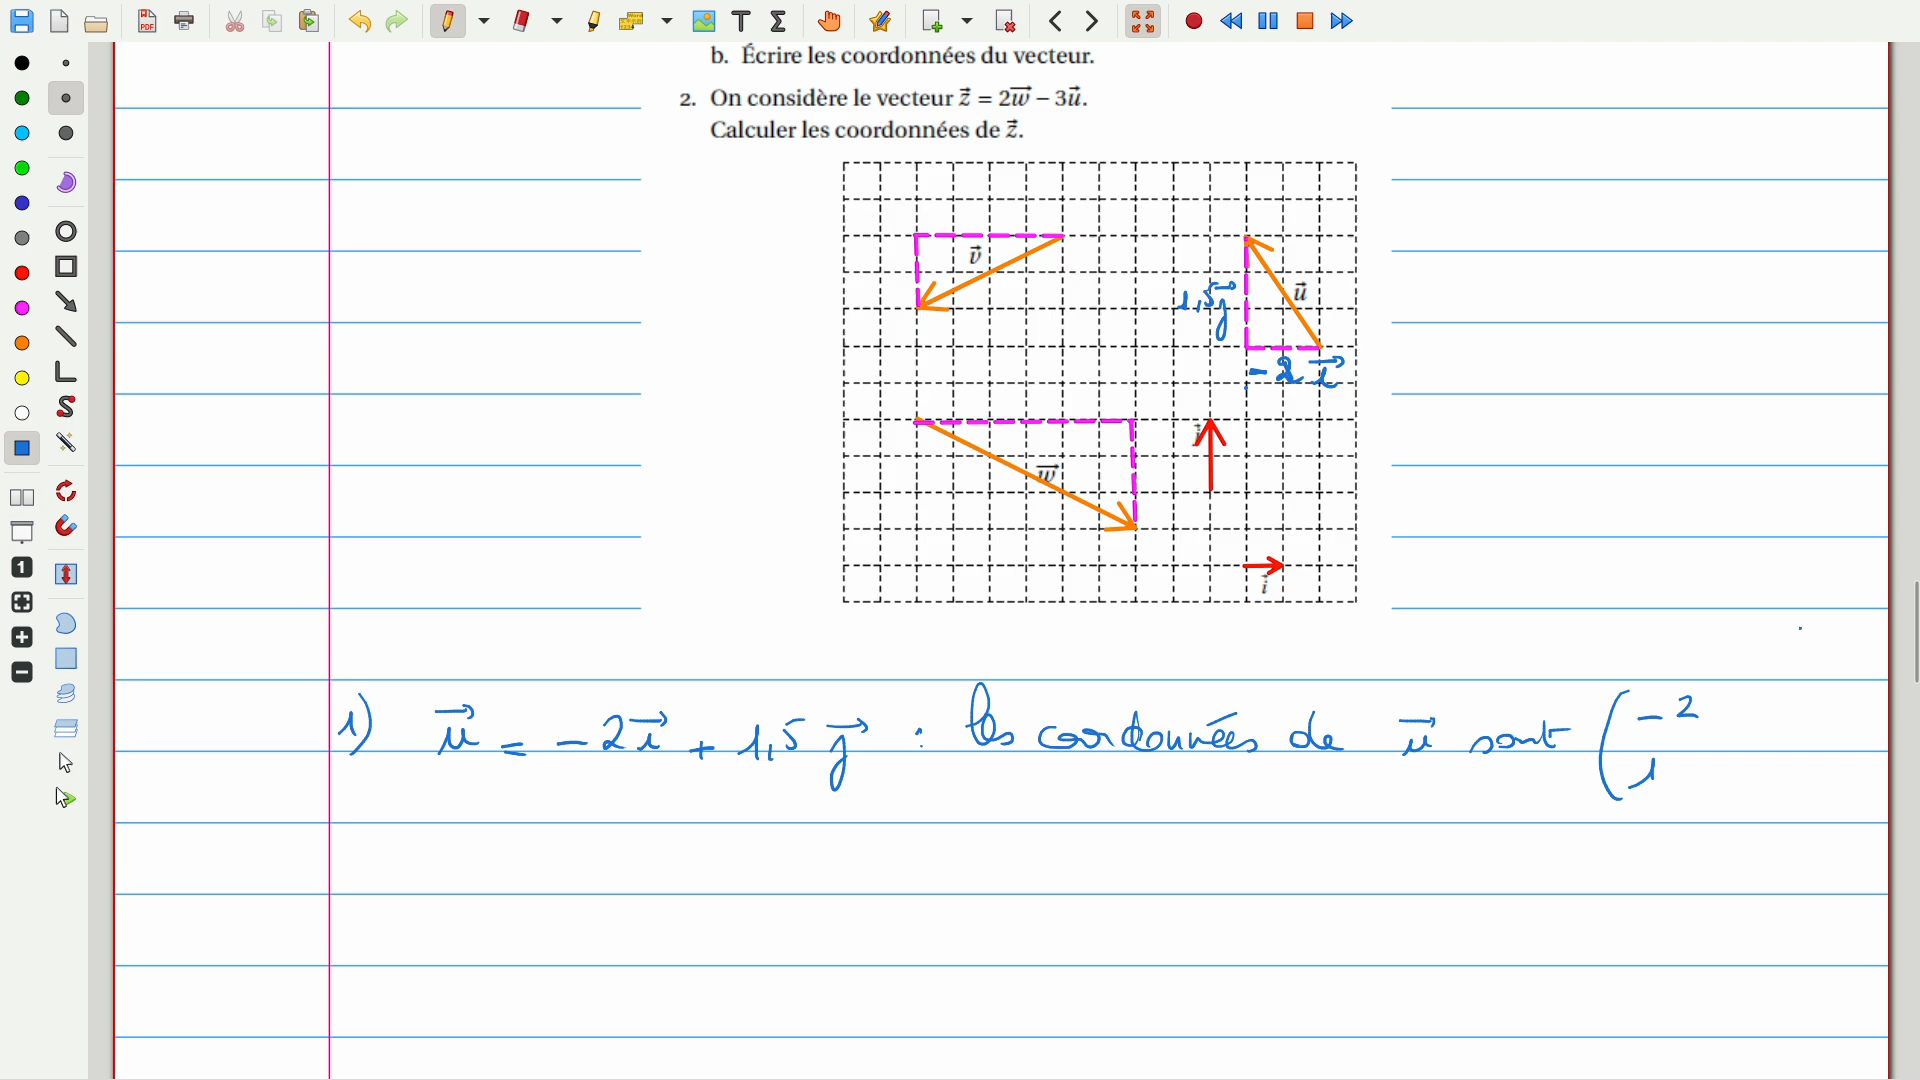 b. Écrire les coordonnées du vecteur.
2. On considère le vecteur z⃗ = 2w⃗ − 3u⃗.
Calculer les coordonnées de z⃗.
v⃗
u⃗
1,5j⃗
-2i⃗
j⃗
w⃗
i⃗
1) u⃗ = -2i⃗ + 1,5 j⃗ : les coordonnées de u⃗ sont (-2
1